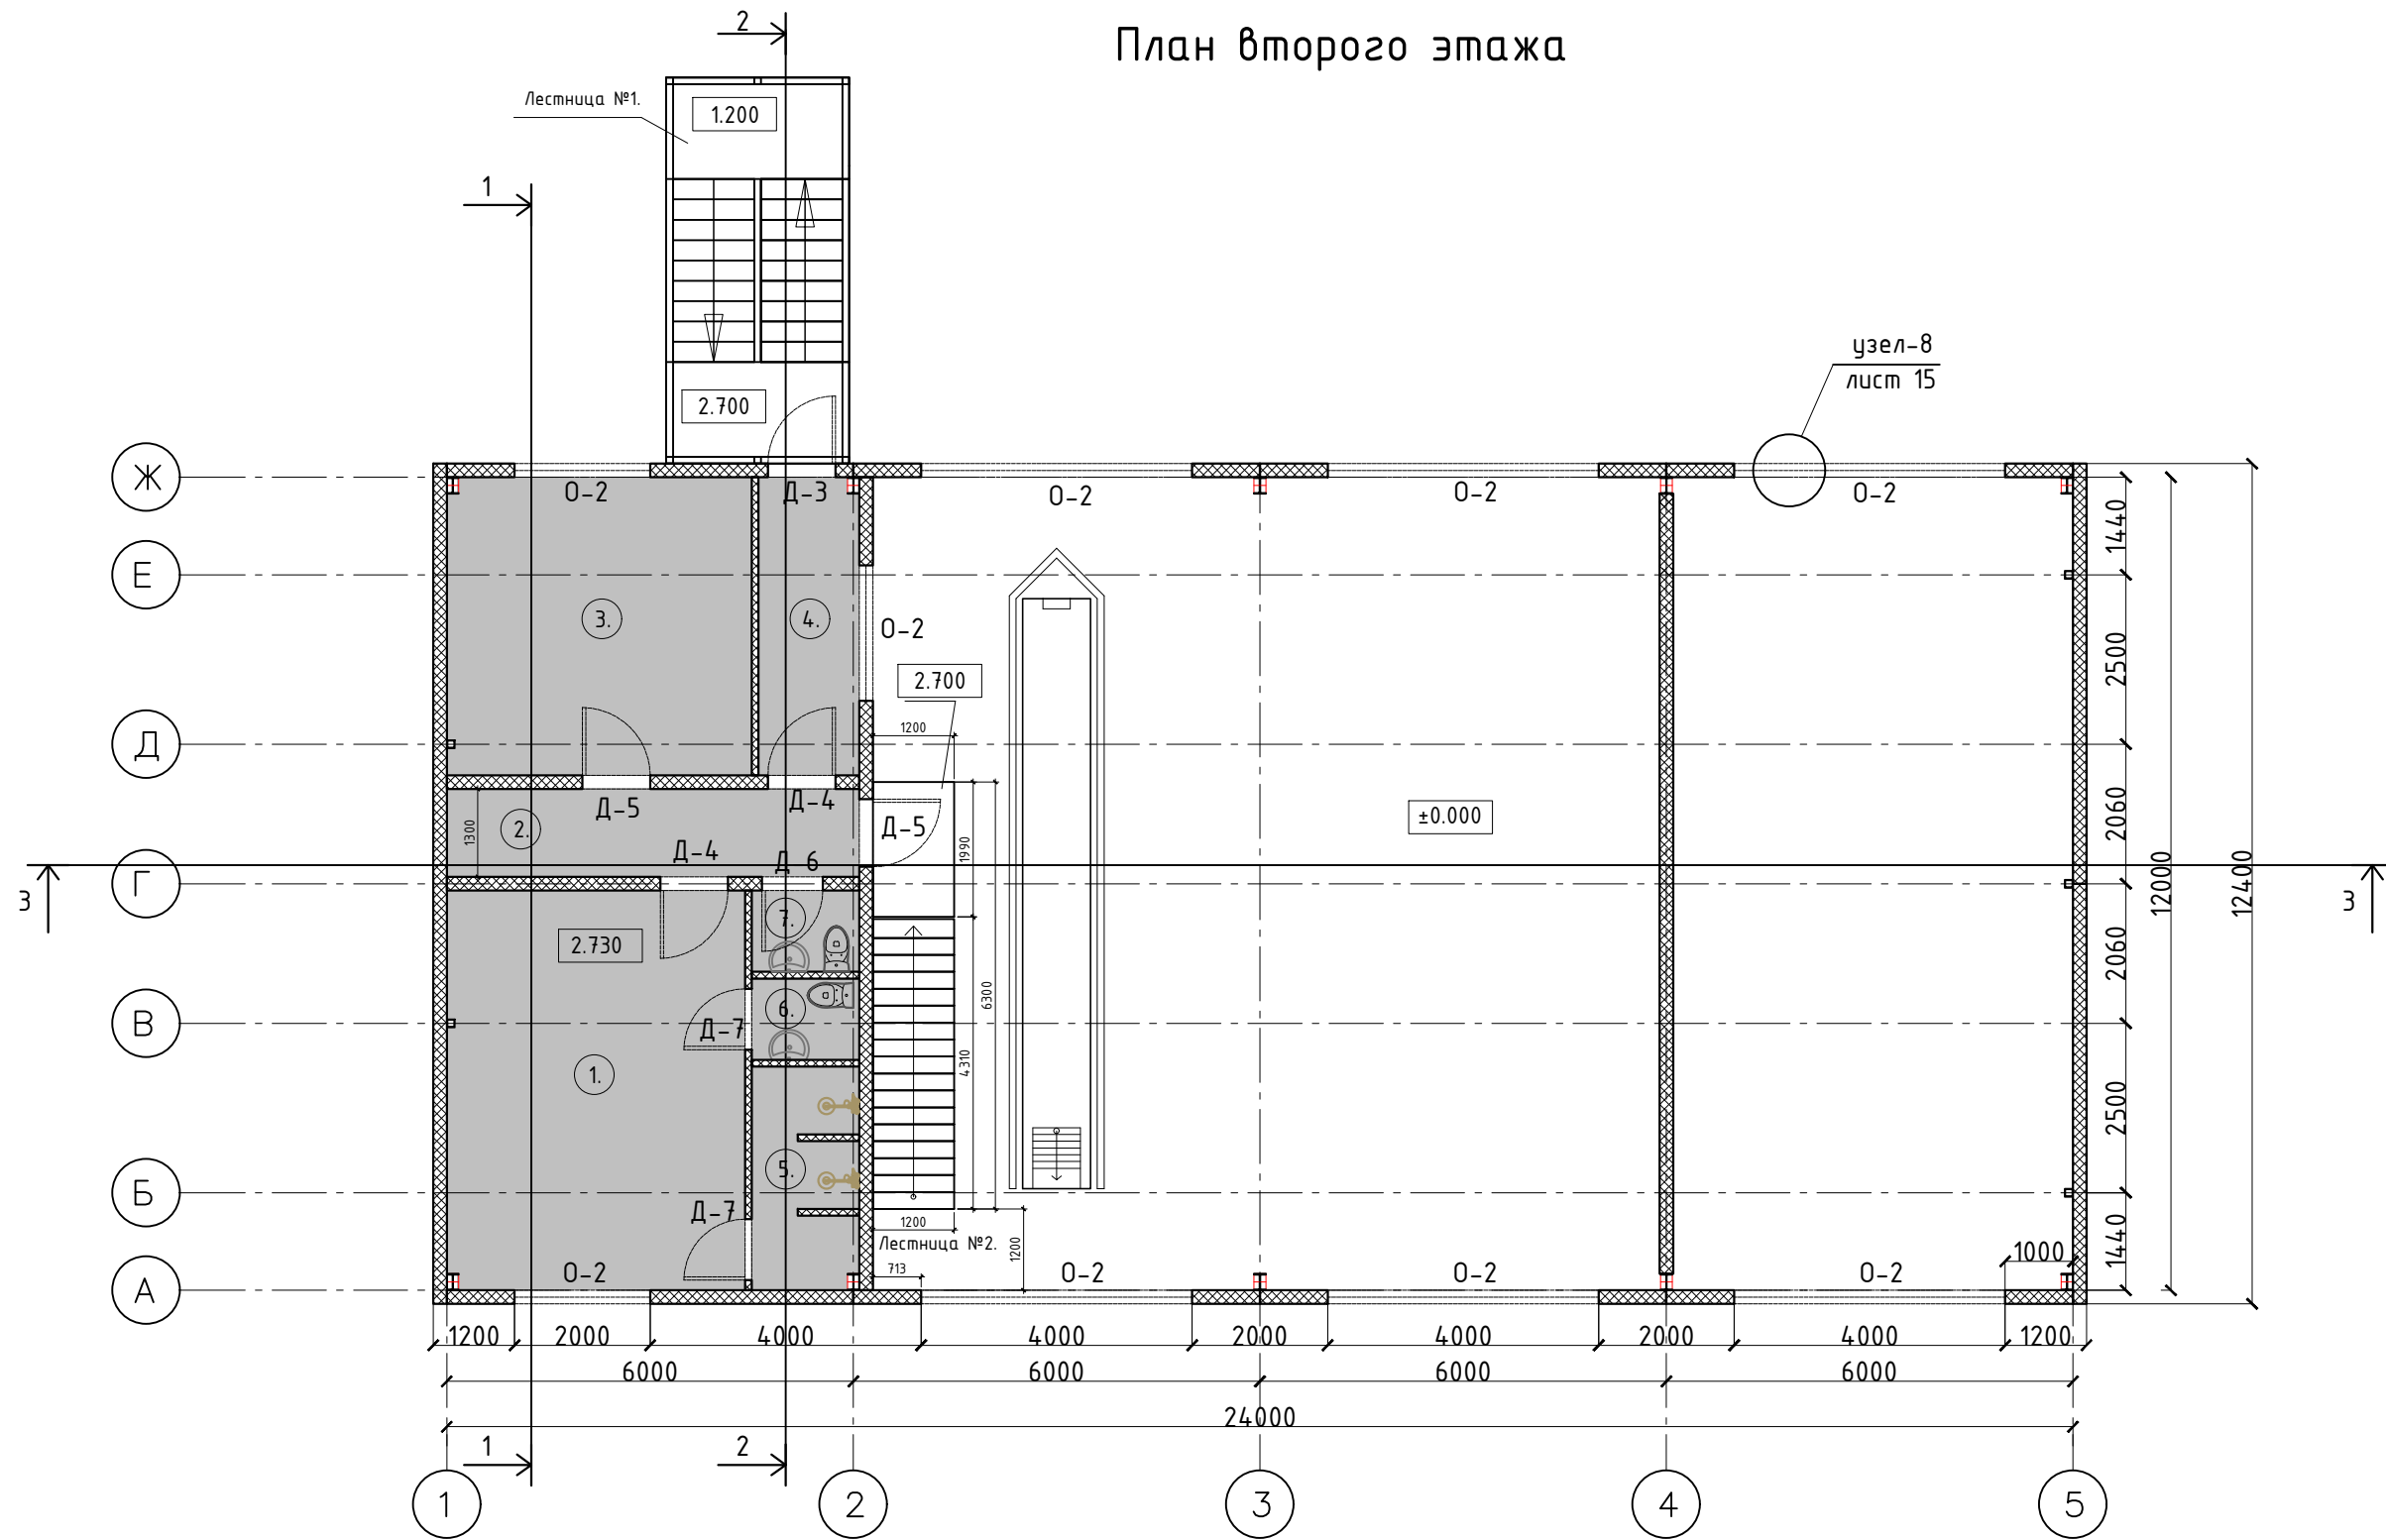 План второго этажа
2
Лестница №1.
1.200
1
узел-8
лист 15
2.700
Ж
О-2
Д-3
О-2
О-2
О-2
1440
Е
3.
4.
О-2
2500
2.700
Д
1200
Д-5
Д-4
2.
1300
Д-5
±0.000
2060
1990
Д-4
Д 6
12000
12400
Г
3
3
7.
2.730
2060
6300
6.
В
Д-7
4310
1.
2500
5.
Б
Д-7
1200
Лестница №2.
1200
1440
1000
713
О-2
О-2
О-2
О-2
А
1200
2000
4000
4000
2000
4000
2000
4000
1200
6000
6000
6000
6000
24000
1
2
1
2
3
4
5